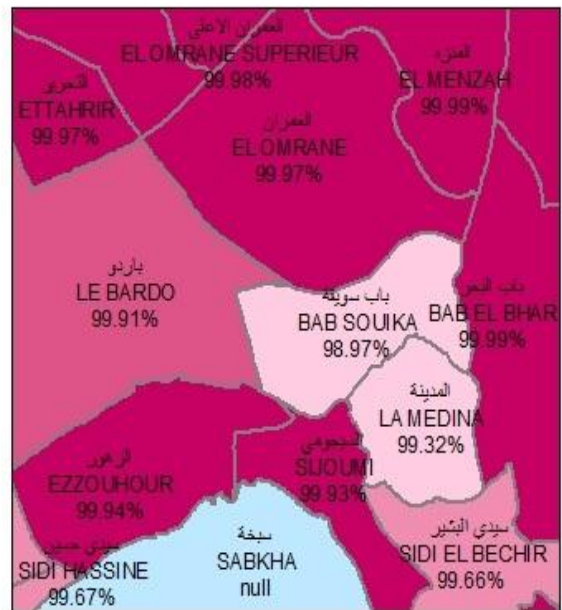 العمران الاعلى
EL OMRANE SUPERIEUR
99.98%
المنزه
EL MENZAH
99.99%
التحرير
ETTAHRIR
99.97%
العمران
EL OMRANE
99.97%
باردو
LE BARDO
99.91%
باب سويقة
BAB SOUIKA
98.97%
باب البحر
BAB EL BHAR
99.99%
المدينة
LA MEDINA
99.32%
الزهور
EZZOUHOUR
99.94%
السيجومي
SIJOUMI
99.93%
سيدي البشير
SIDI EL BECHIR
99.66%
سيدي حسين
SIDI HASSINE
99.67%
سبخة
SABKHA
null